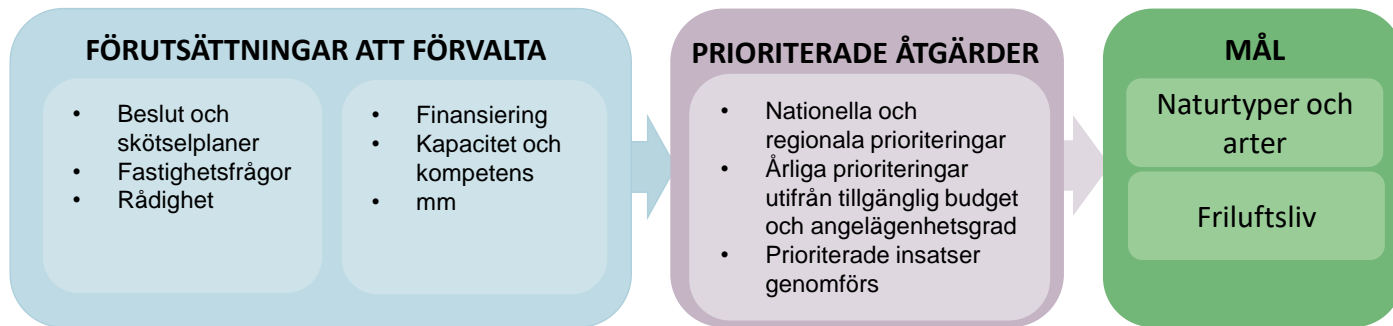 FÖRUTSÄTTNINGAR ATT FÖRVALTA
• Beslut och
skötselplaner
• Fastighetsfrågor
• Rådighet
• Finansiering
• Kapacitet och
kompetens
• mm
PRIORITERADE ÅTGÄRDER
• Nationella och
regionala prioriteringar
• Årliga prioriteringar
utifrån tillgänglig budget
och angelägenhetsgrad
• Prioriterade insatser
genomförs
MÅL
Naturtyper och
arter
Friluftsliv